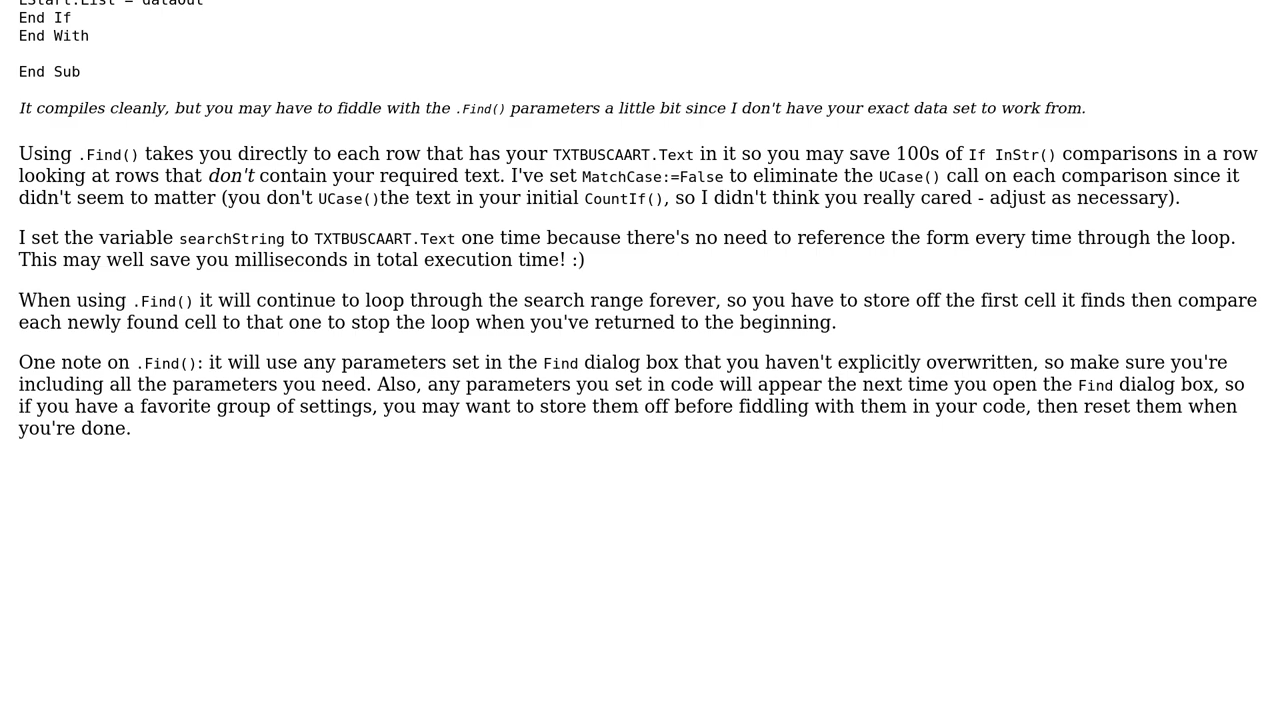 LStart.List = dataout
End If
End With
End Sub
It compiles cleanly, but you may have to fiddle with the .Find() parameters a little bit since I don't have your exact data set to work from.
Using .Find() takes you directly to each row that has your TXTBUSCAART.Text in it so you may save 100s of If InStr() comparisons in a row
looking at rows that don't contain your required text. I've set MatchCase:=False to eliminate the UCase() call on each comparison since it
didn't seem to matter (you don't UCase()the text in your initial CountIf(), so I didn't think you really cared - adjust as necessary).
I set the variable searchString to TXTBUSCAART.Text one time because there's no need to reference the form every time through the loop.
This may well save you milliseconds in total execution time! :)
When using .Find() it will continue to loop through the search range forever, so you have to store off the first cell it finds then compare
each newly found cell to that one to stop the loop when you've returned to the beginning.
One note on .Find(): it will use any parameters set in the Find dialog box that you haven't explicitly overwritten, so make sure you're
including all the parameters you need. Also, any parameters you set in code will appear the next time you open the Find dialog box, so
if you have a favorite group of settings, you may want to store them off before fiddling with them in your code, then reset them when
you're done.